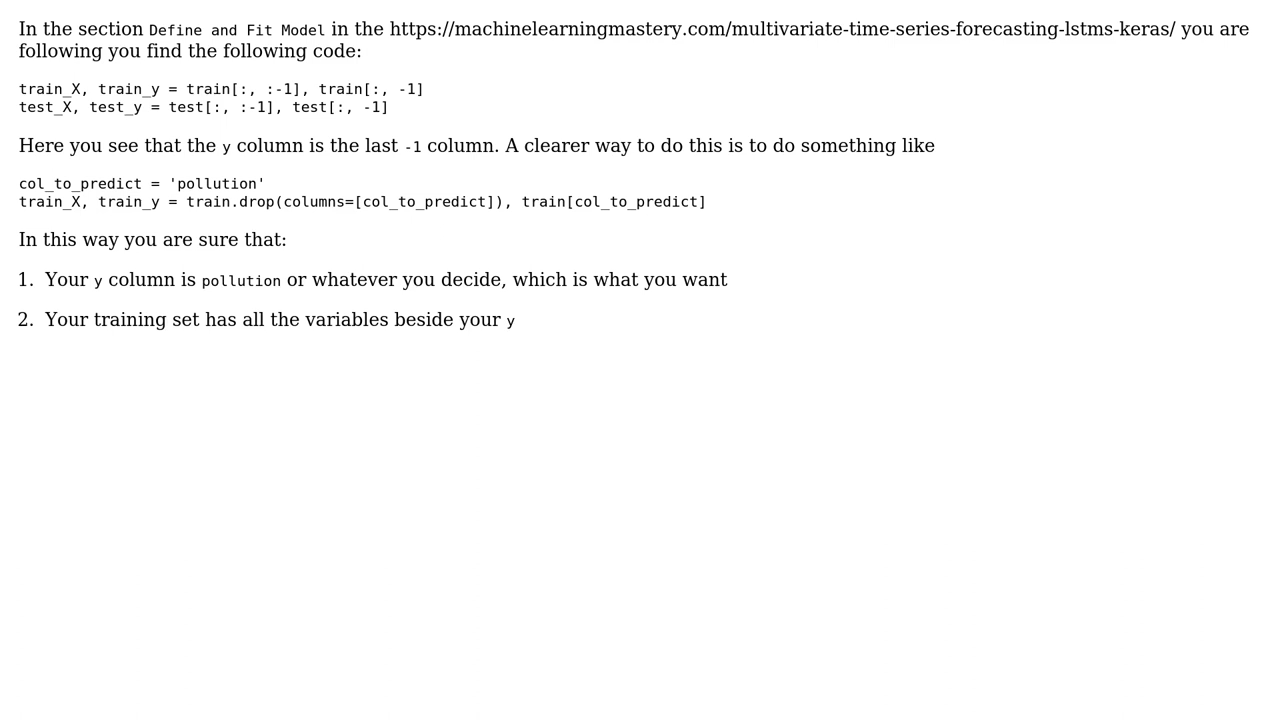 In the section Define and Fit Model in the https://machinelearningmastery.com/multivariate-time-series-forecasting-lstms-keras/ you are
following you find the following code:
train_X, train_y = train[:, :-1], train[:, -1]
test_X, test_y = test[:, :-1], test[:, -1]
Here you see that the y column is the last -1 column. A clearer way to do this is to do something like
col_to_predict = 'pollution'
train_X, train_y = train.drop(columns=[col_to_predict]), train[col_to_predict]
In this way you are sure that:
1. Your y column is pollution or whatever you decide, which is what you want
2. Your training set has all the variables beside your y